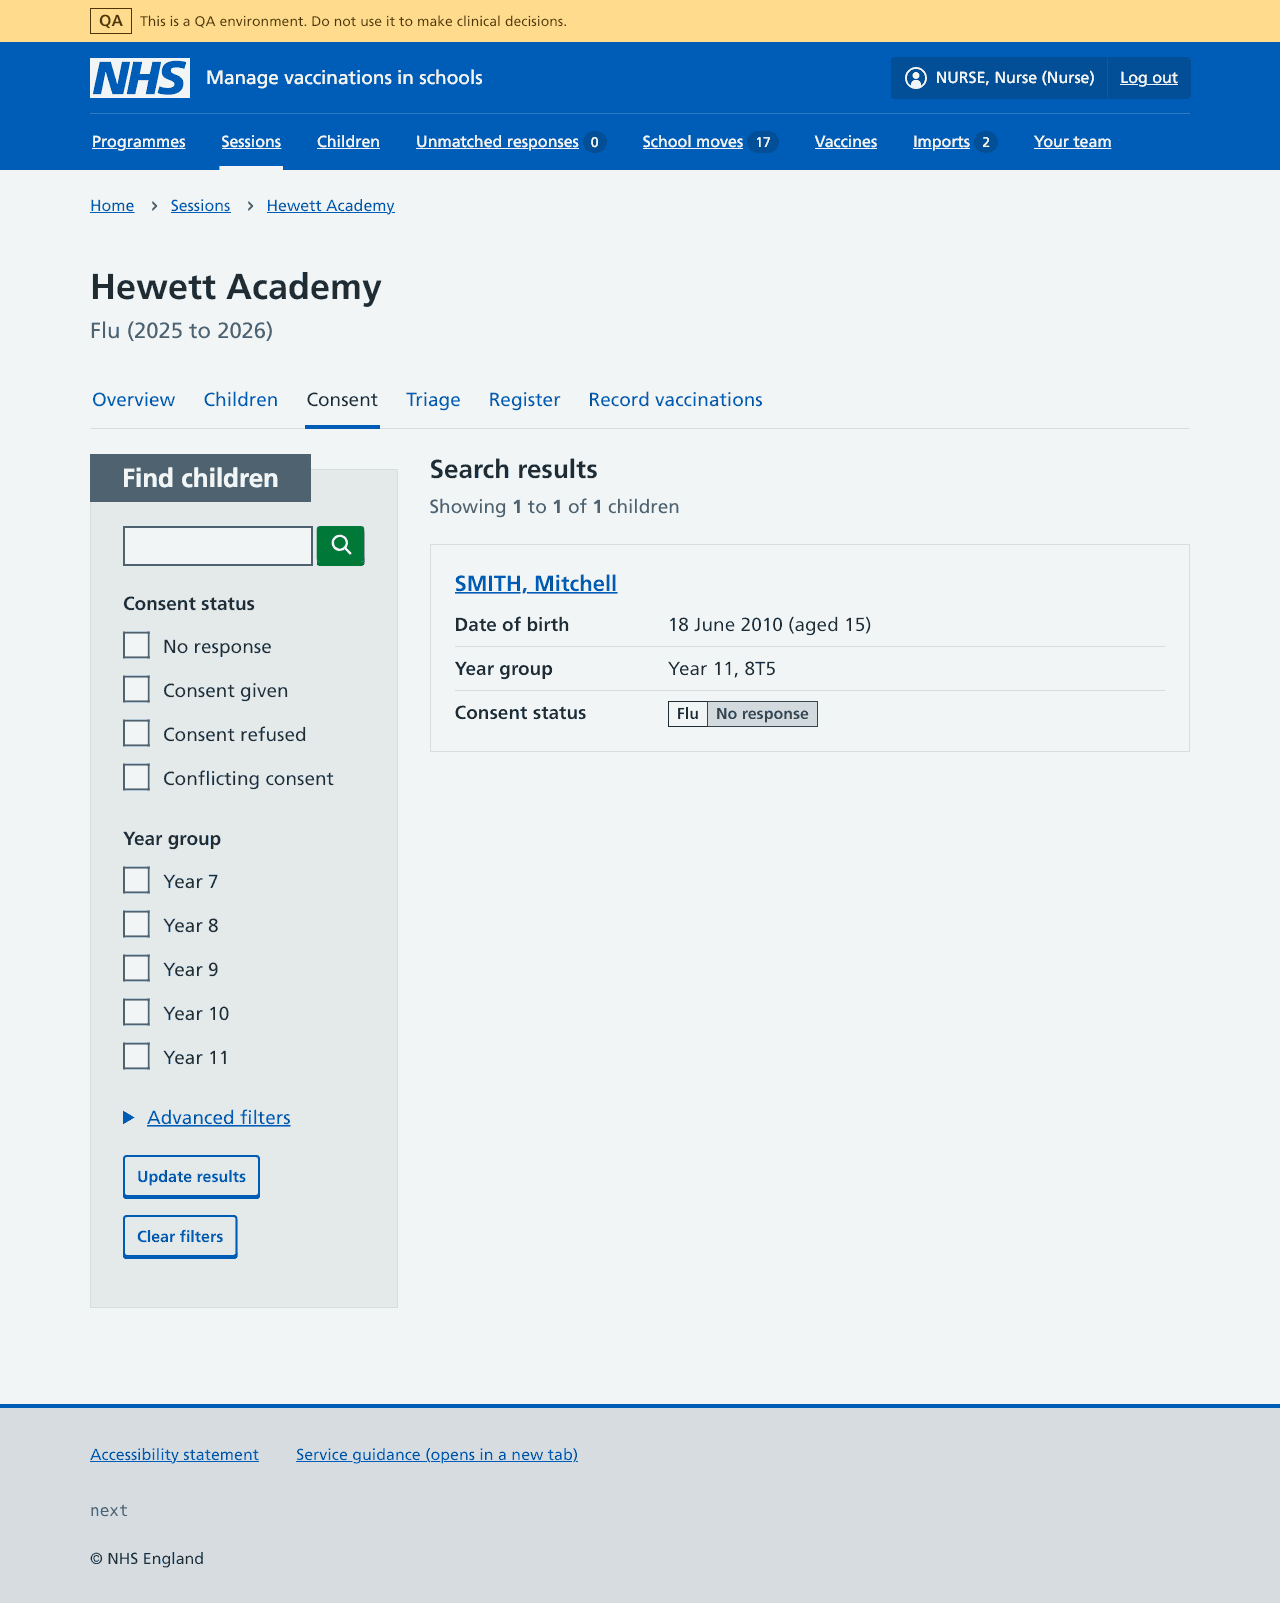 QA This is a QA environment. Do not use it to make clinical decisions.
NHS Manage vaccinations in schools NURSE, Nurse (Nurse) Log out
Programmes Sessions Children Unmatched responses 0 School moves 17 Vaccines Imports 2 Your team
Home Sessions Hewett Academy
Hewett Academy
Flu (2025 to 2026)
Overview Children Consent Triage Register Record vaccinations
Find children
Consent status
No response
Consent given
Consent refused
Conflicting consent
Year group
Year 7
Year 8
Year 9
Year 10
Year 11
Advanced filters
Update results
Clear filters
Search results
Showing 1 to 1 of 1 children
SMITH, Mitchell
Date of birth 18 June 2010 (aged 15)
Year group Year 11, 8T5
Consent status Flu No response
Accessibility statement Service guidance (opens in a new tab)
next
© NHS England